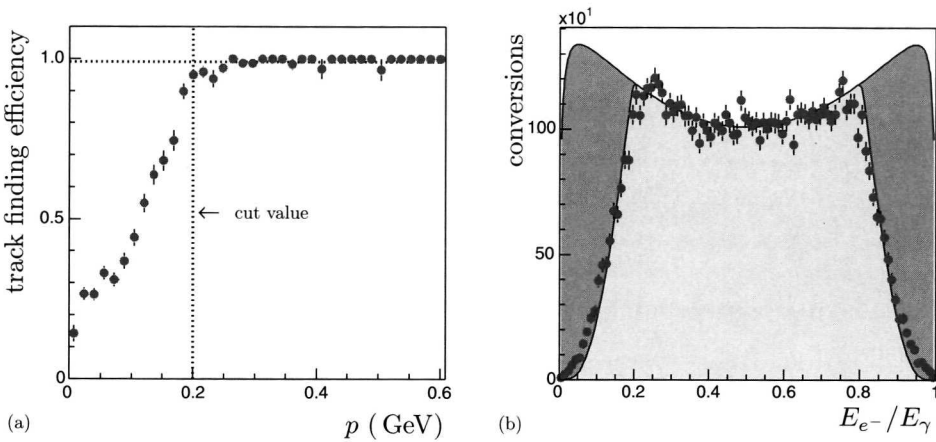 track finding efficiency
1.0
0.5
0
← cut value
0 0.2 0.4 0.6
(a)
p ( GeV)
x10¹
conversions
100
50
0
0 0.2 0.4 0.6 0.8 1
(b)
E_e⁻/E_γ